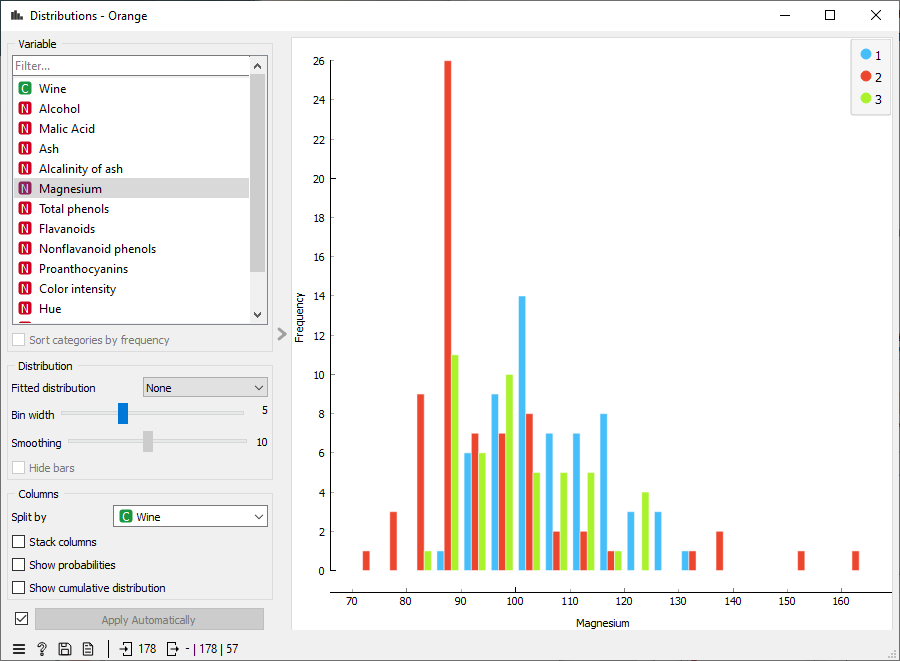 Distributions - Orange
Variable
Filter...
C Wine
N Alcohol
N Malic Acid
N Ash
N Alcalinity of ash
N Magnesium
N Total phenols
N Flavanoids
N Nonflavanoid phenols
N Proanthocyanins
N Color intensity
N Hue
Sort categories by frequency
Distribution
Fitted distribution None
Bin width 5
Smoothing 10
Hide bars
Columns
Split by C Wine
Stack columns
Show probabilities
Show cumulative distribution
Apply Automatically
? 178 - | 178 | 57
1
2
3
26
24
22
20
18
16
14
12
10
8
6
4
2
0
Frequency
70 80 90 100 110 120 130 140 150 160
Magnesium